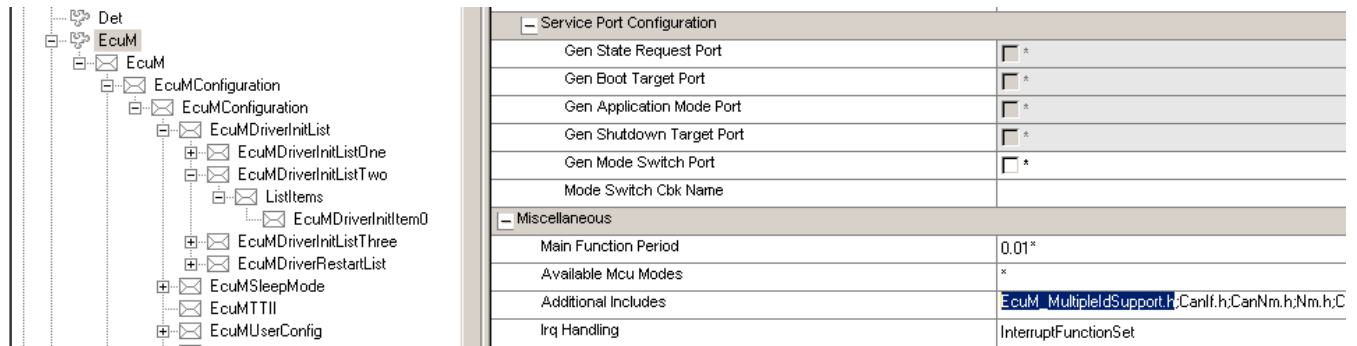 Det
EcuM
EcuM
EcuMConfiguration
EcuMConfiguration
EcuMDriverInitList
EcuMDriverInitListOne
EcuMDriverInitListTwo
ListItems
EcuMDriverInitItem0
EcuMDriverInitListThree
EcuMDriverRestartList
EcuMSleepMode
EcuMTTII
EcuMUserConfig
Service Port Configuration
Gen State Request Port *
Gen Boot Target Port *
Gen Application Mode Port *
Gen Shutdown Target Port *
Gen Mode Switch Port *
Mode Switch Cbk Name
Miscellaneous
Main Function Period 0.01*
Available Mcu Modes *
Additional Includes EcuM_MultipleIdSupport.h;CanIf.h;CanNm.h;Nm.h;C
Irq Handling InterruptFunctionSet